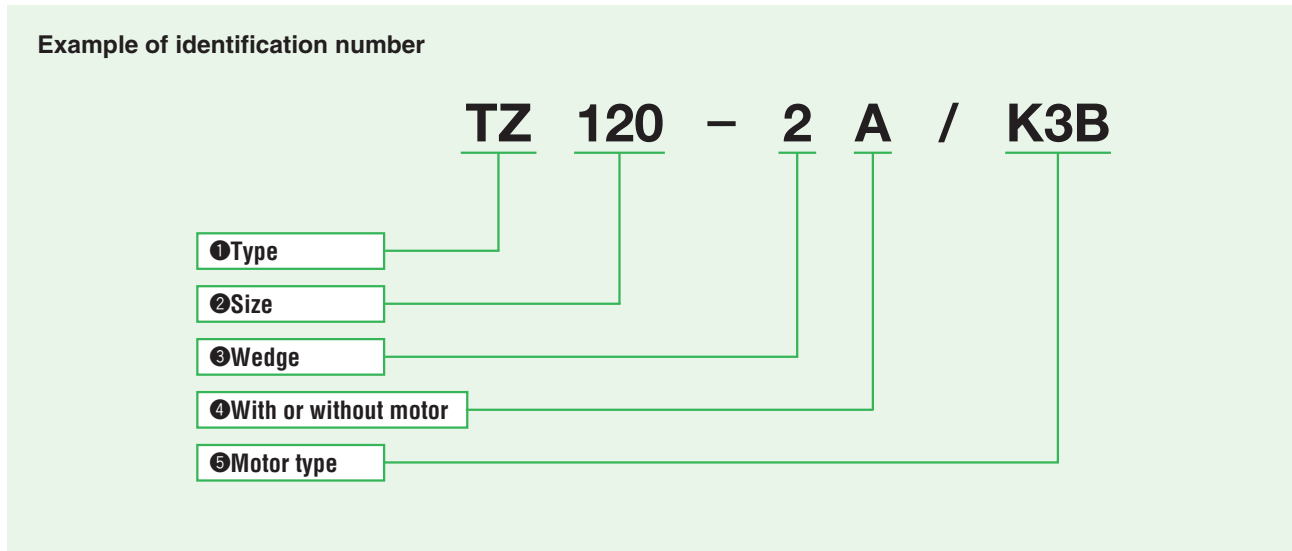 Example of identification number
TZ 120 – 2 A / K3B
❶Type
❷Size
❸Wedge
❹With or without motor
❺Motor type